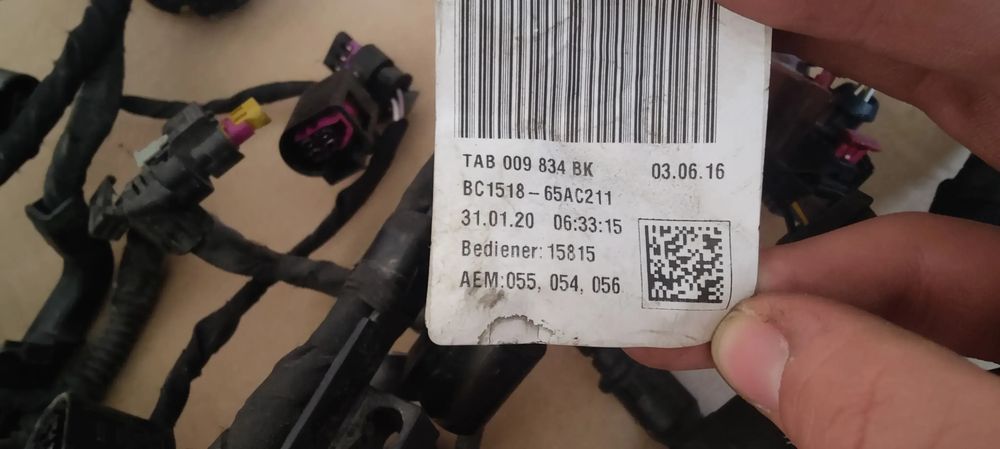 TAB 009 834 BK 03.06.16
BC1518-65AC211
31.01.20 06:33:15
Bediener: 15815
AEM:055, 054, 056